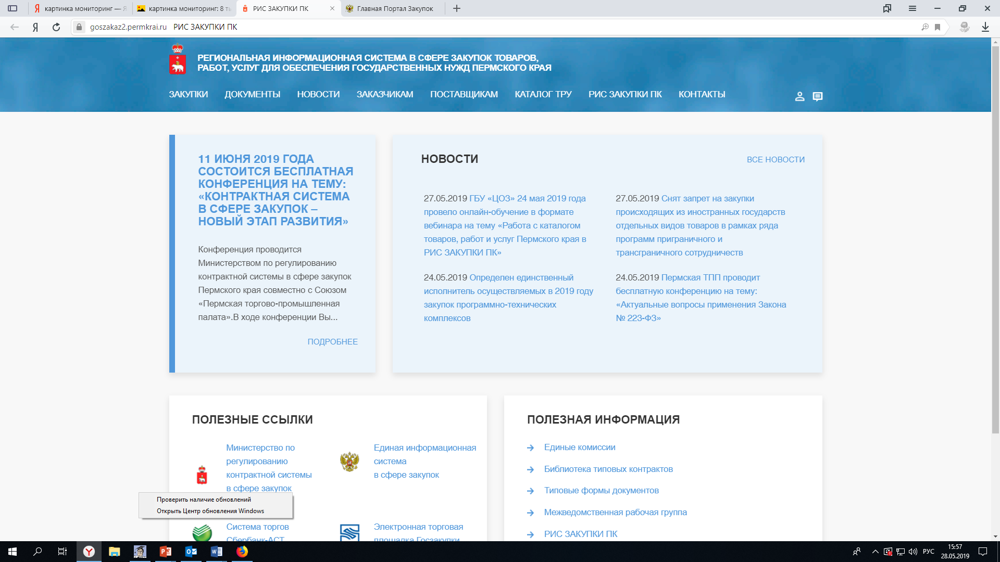 картинка мониторинг — Я
картинка мониторинг: 8 ты
РИС ЗАКУПКИ ПК
Главная Портал Закупок
goszakaz2.permkrai.ru РИС ЗАКУПКИ ПК
РЕГИОНАЛЬНАЯ ИНФОРМАЦИОННАЯ СИСТЕМА В СФЕРЕ ЗАКУПОК ТОВАРОВ,
РАБОТ, УСЛУГ ДЛЯ ОБЕСПЕЧЕНИЯ ГОСУДАРСТВЕННЫХ НУЖД ПЕРМСКОГО КРАЯ
ЗАКУПКИ ДОКУМЕНТЫ НОВОСТИ ЗАКАЗЧИКАМ ПОСТАВЩИКАМ КАТАЛОГ ТРУ РИС ЗАКУПКИ ПК КОНТАКТЫ
11 ИЮНЯ 2019 ГОДА
СОСТОИТСЯ БЕСПЛАТНАЯ
КОНФЕРЕНЦИЯ НА ТЕМУ:
«КОНТРАКТНАЯ СИСТЕМА
В СФЕРЕ ЗАКУПОК –
НОВЫЙ ЭТАП РАЗВИТИЯ»
Конференция проводится
Министерством по регулированию
контрактной системы в сфере закупок
Пермского края совместно с Союзом
«Пермская торгово-промышленная
палата».В ходе конференции Вы...
ПОДРОБНЕЕ
НОВОСТИ
ВСЕ НОВОСТИ
27.05.2019 ГБУ «ЦОЗ» 24 мая 2019 года
провело онлайн-обучение в формате
вебинара на тему «Работа с каталогом
товаров, работ и услуг Пермского края в
РИС ЗАКУПКИ ПК»
27.05.2019 Снят запрет на закупки
происходящих из иностранных государств
отдельных видов товаров в рамках ряда
программ приграничного и
трансграничного сотрудничеств
24.05.2019 Определен единственный
исполнитель осуществляемых в 2019 году
закупок программно-технических
комплексов
24.05.2019 Пермская ТПП проводит
бесплатную конференцию на тему:
«Актуальные вопросы применения Закона
№ 223-ФЗ»
ПОЛЕЗНЫЕ ССЫЛКИ
Министерство по
регулированию
контрактной системы
в сфере закупок
Единая информационная
система
в сфере закупок
Проверить наличие обновлений
Открыть Центр обновления Windows
Система торгов
Сбербанк-АСТ
Электронная торговая
площадка Госзакупки
ПОЛЕЗНАЯ ИНФОРМАЦИЯ
Единые комиссии
Библиотека типовых контрактов
Типовые формы документов
Межведомственная рабочая группа
РИС ЗАКУПКИ ПК
РУС
15:57
28.05.2019